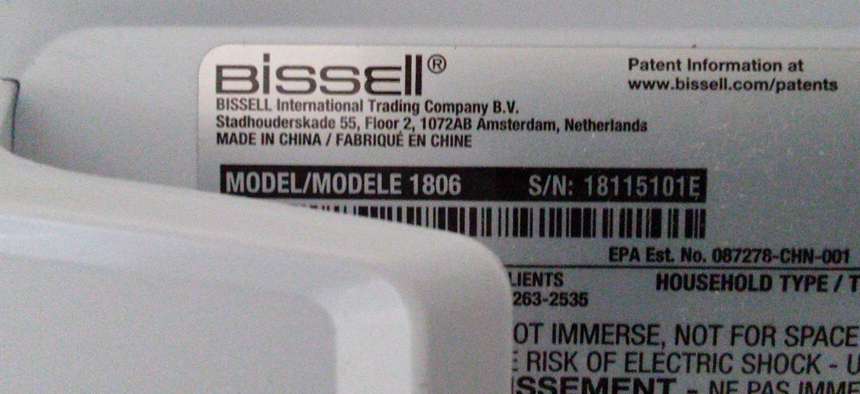 BISSELL®
Patent Information at
www.bissell.com/patents
BISSELL International Trading Company B.V.
Stadhouderskade 55, Floor 2, 1072AB Amsterdam, Netherlands
MADE IN CHINA / FABRIQUÉ EN CHINE
MODEL/MODELE 1806 S/N: 18115101E
EPA Est. No. 087278-CHN-001
LIENTS
263-2535
HOUSEHOLD TYPE / T
OT IMMERSE, NOT FOR SPACE
E RISK OF ELECTRIC SHOCK - U
SSEMENT - NE PAS IMME